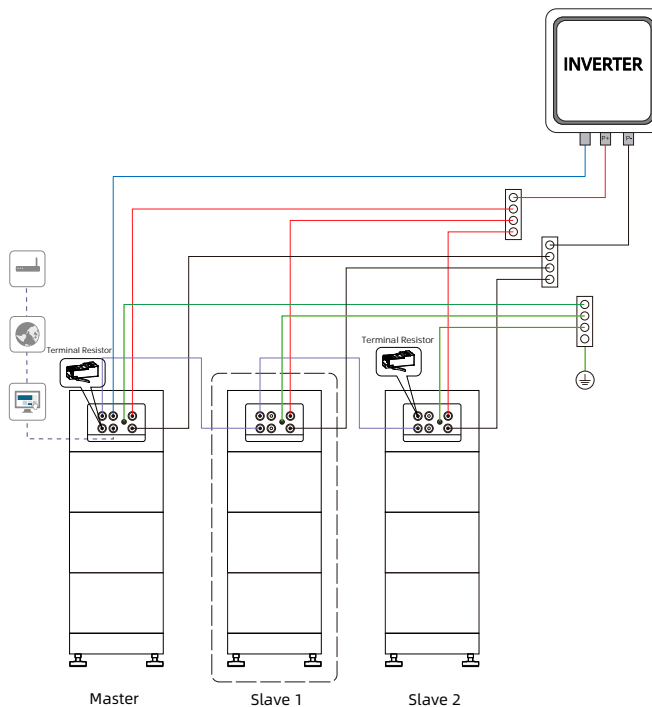 INVERTER
P+
P-
Terminal Resistor
Terminal Resistor
Master
Slave 1
Slave 2